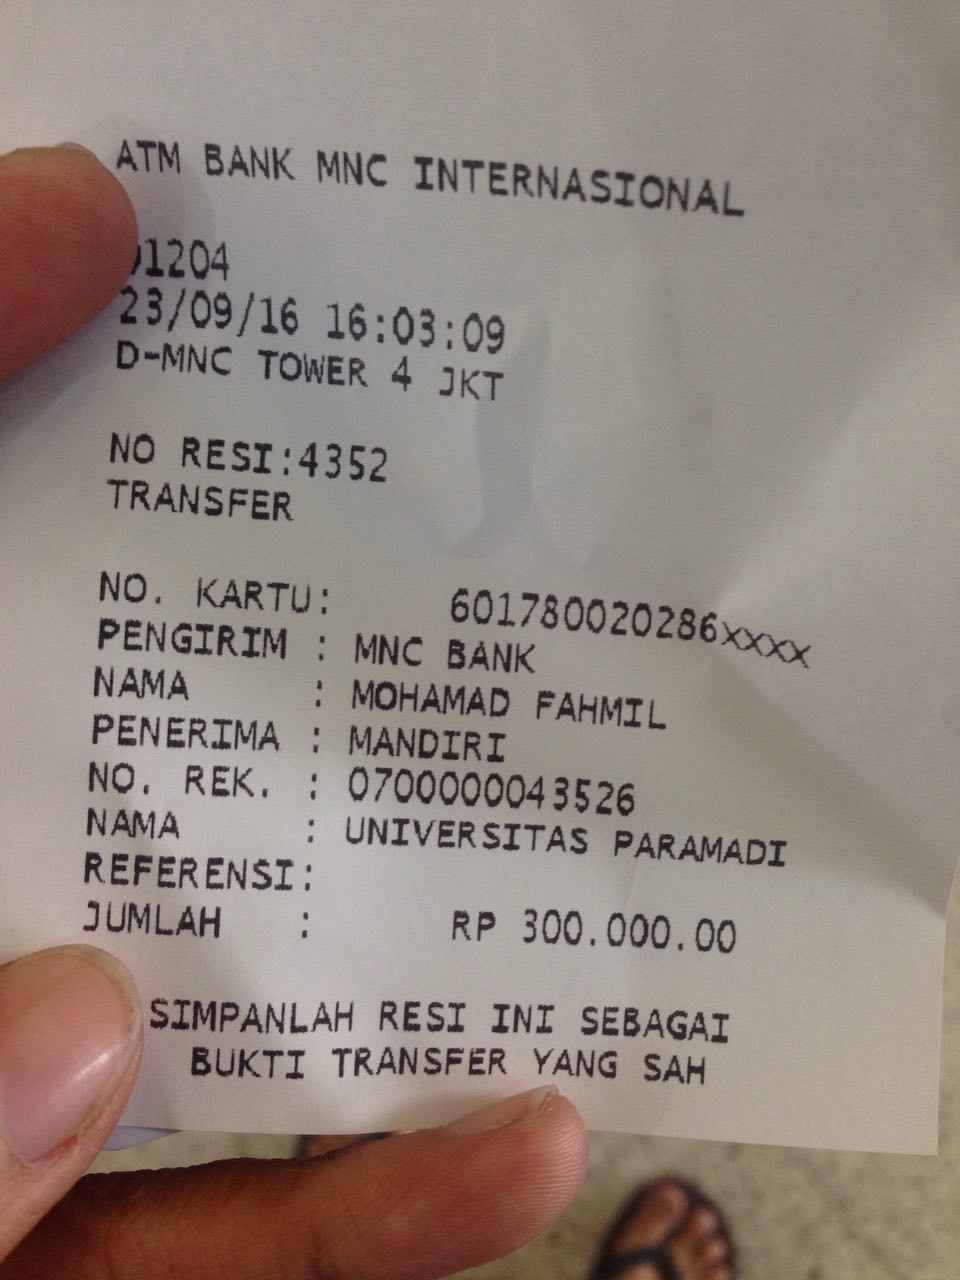 ATM BANK MNC INTERNASIONAL
1204
23/09/16 16:03:09
D-MNC TOWER 4 JKT
NO RESI:4352
TRANSFER
NO. KARTU: 601780020286xxxx
PENGIRIM : MNC BANK
NAMA : MOHAMAD FAHMIL
PENERIMA : MANDIRI
NO. REK. : 0700000043526
NAMA : UNIVERSITAS PARAMADI
REFERENSI:
JUMLAH : RP 300.000.00
SIMPANLAH RESI INI SEBAGAI
BUKTI TRANSFER YANG SAH